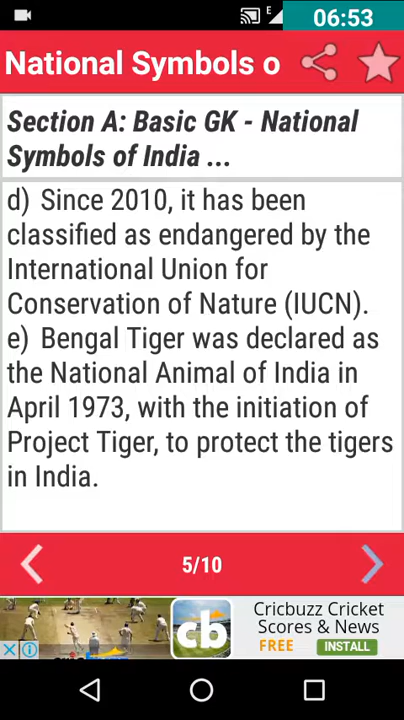 E
06:53
National Symbols o
Section A: Basic GK - National
Symbols of India ...
d) Since 2010, it has been
classified as endangered by the
International Union for
Conservation of Nature (IUCN).
e) Bengal Tiger was declared as
the National Animal of India in
April 1973, with the initiation of
Project Tiger, to protect the tigers
in India.
5/10
cb
Cricbuzz Cricket
Scores & News
FREE
INSTALL